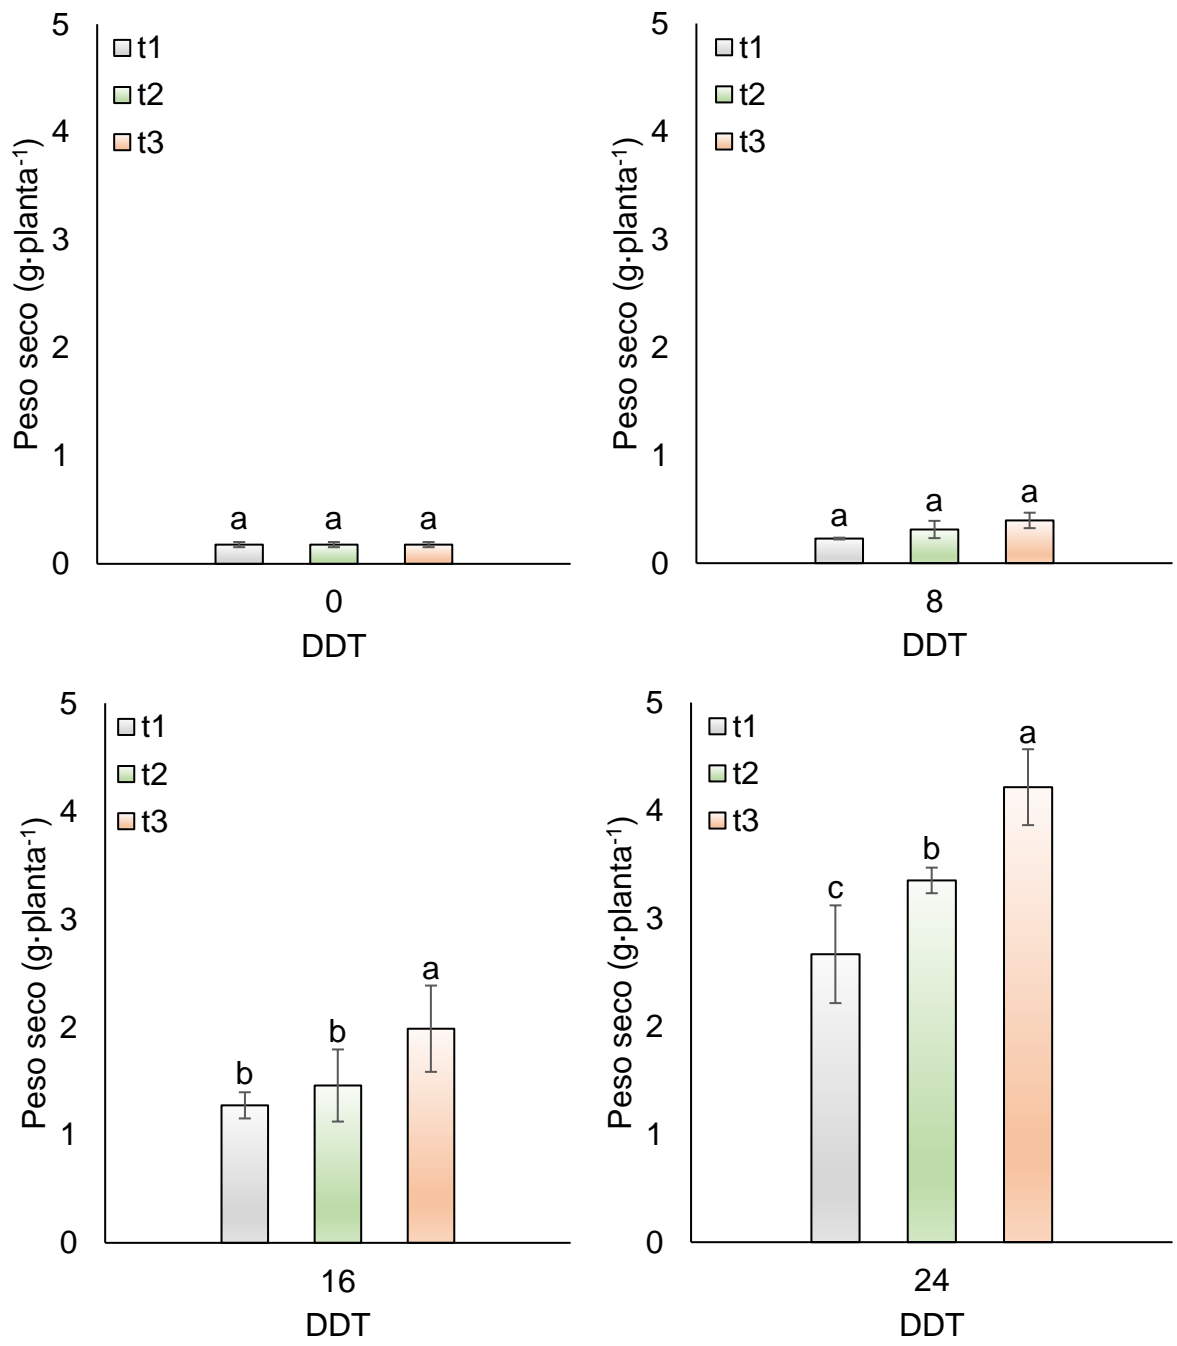 5
4
3
2
1
0
Peso seco (g·planta⁻¹)
t1
t2
t3
a a a
0
DDT
5
4
3
2
1
0
Peso seco (g·planta⁻¹)
t1
t2
t3
a a a
8
DDT
5
4
3
2
1
0
Peso seco (g·planta⁻¹)
t1
t2
t3
b b a
16
DDT
5
4
3
2
1
0
Peso seco (g·planta⁻¹)
t1
t2
t3
c b a
24
DDT